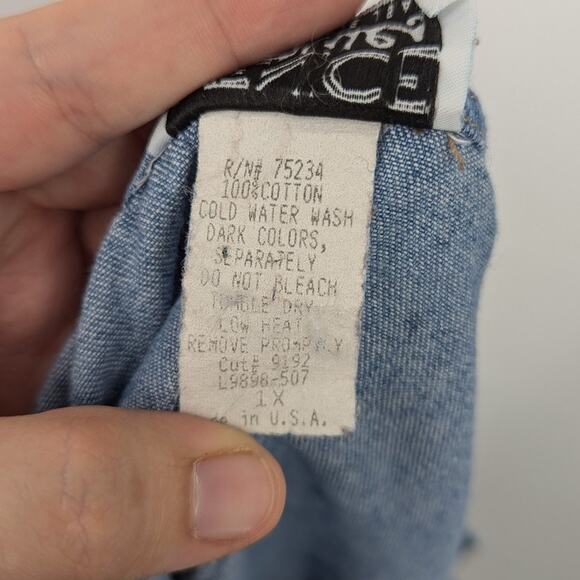 R/N# 75234
100%COTTON
COLD WATER WASH
DARK COLORS,
SEPARATELY
DO NOT BLEACH
TUMBLE DRY
LOW HEAT
REMOVE PROMPTLY
Cut# 9192
L9898-507
1X
in U.S.A.